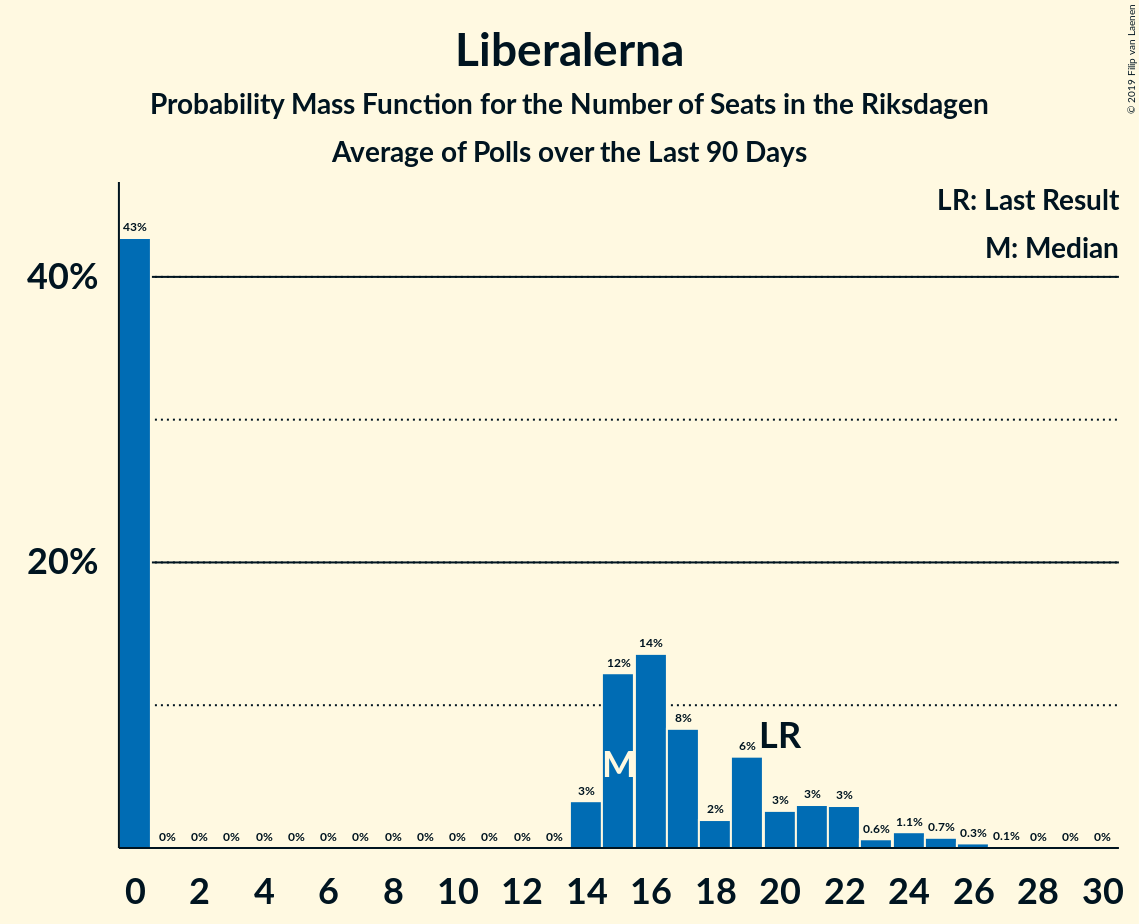 © 2019 Filip van Laenen
Liberalerna
Probability Mass Function for the Number of Seats in the Riksdagen
Average of Polls over the Last 90 Days
LR: Last Result
M: Median
43%
40%
20%
14%
12%
8%
LR
6%
M
3%
3%
3%
3%
2%
1.1%
0.7%
0.6%
0.3%
0.1%
0% 0% 0% 0% 0% 0% 0% 0% 0% 0% 0% 0% 0% 0% 0% 0%
0 2 4 6 8 10 12 14 16 18 20 22 24 26 28 30